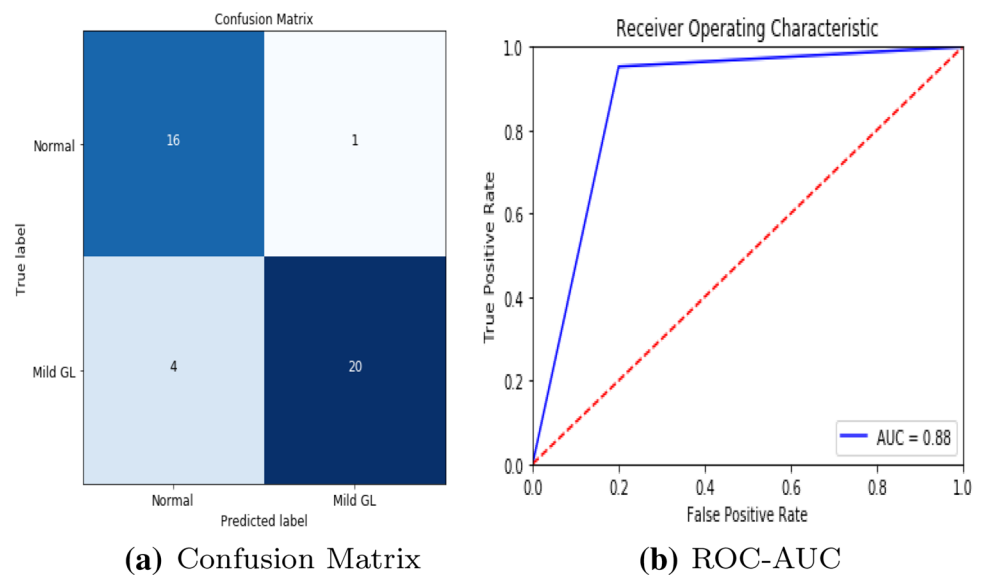 Confusion Matrix
Normal
16
1
True label
Mild GL
4
20
Normal
Mild GL
Predicted label
(a) Confusion Matrix
Receiver Operating Characteristic
1.0
0.8
0.6
0.4
0.2
0.0
True Positive Rate
AUC = 0.88
0.0
0.2
0.4
0.6
0.8
1.0
False Positive Rate
(b) ROC-AUC